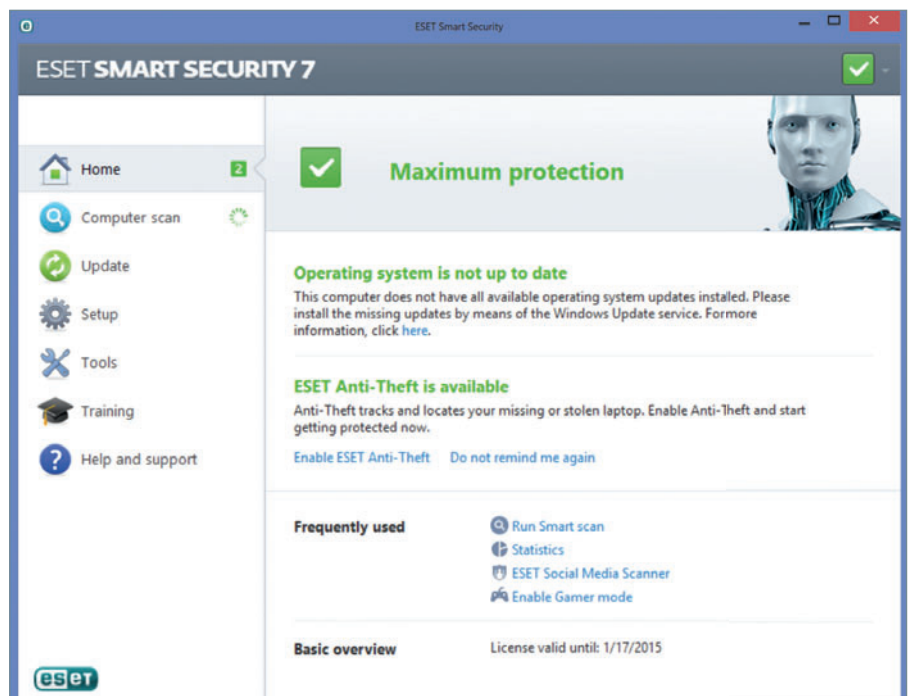 e
ESET Smart Security
ESET SMART SECURITY 7
Home 2
Computer scan
Update
Setup
Tools
Training
Help and support
Maximum protection
Operating system is not up to date
This computer does not have all available operating system updates instaled. Please
install the missing updates by means of the Windows Update service. Formore
information, click here.
ESET Anti-Theft is available
Anti-Theft tracks and locates your missing or stolen laptop. Enable Anti-Theft and start
getting protected now.
Enable ESET Anti-Theft Do not remind me again
Frequently used
Run Smart scan
Statistics
ESET Social Media Scanner
Enable Gamer mode
Basic overview License valid until: 1/17/2015
eseT